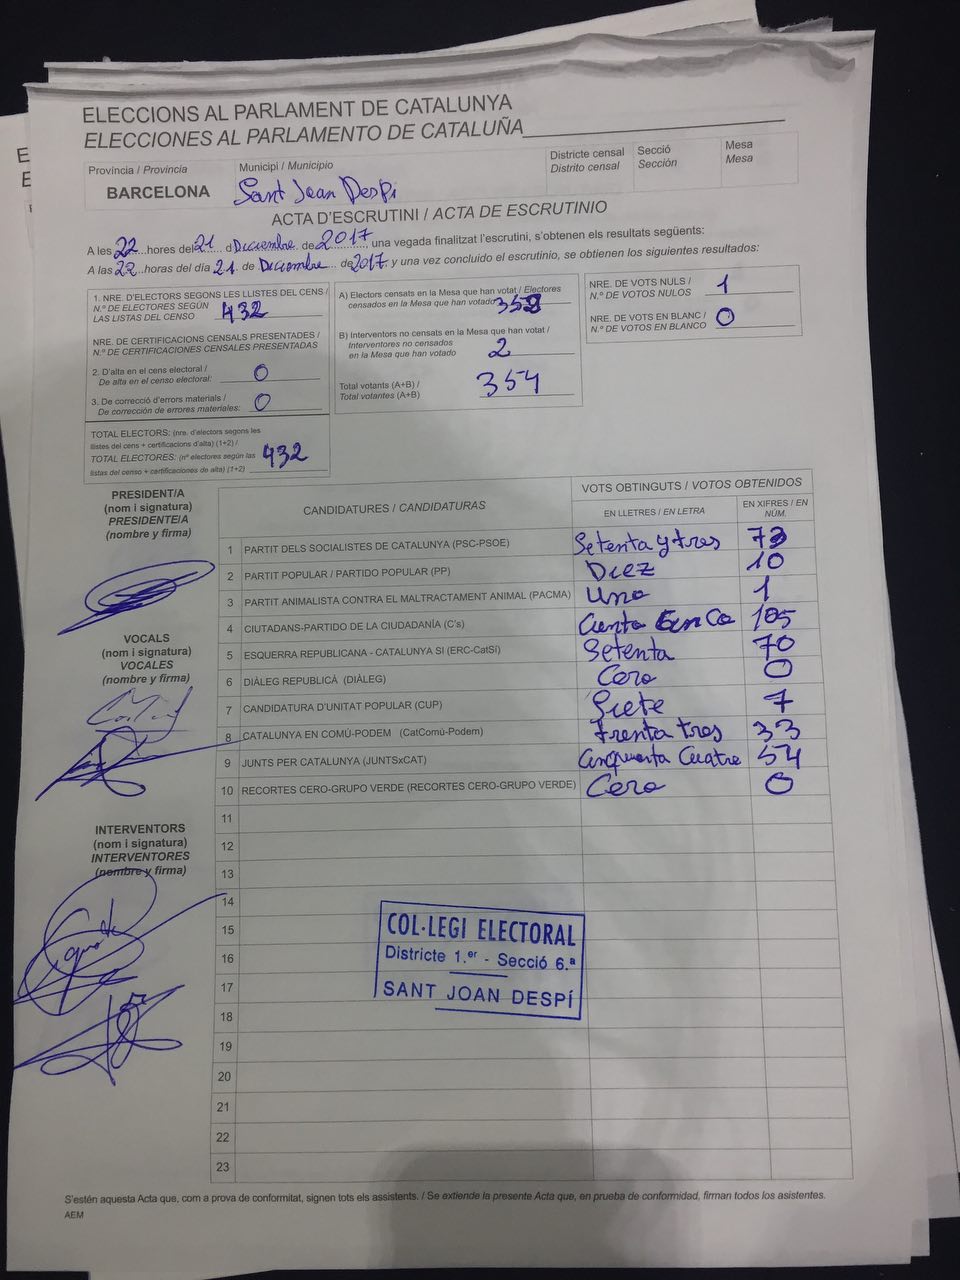 ELECCIONS AL PARLAMENT DE CATALUNYA
ELECCIONES AL PARLAMENTO DE CATALUÑA
Província / Provincia
BARCELONA
Municipi / Municipio
Sant Joan Despi
Districte censal
Distrito censal
Secció
Sección
Mesa
Mesa
ACTA D'ESCRUTINI / ACTA DE ESCRUTINIO
A les 22 hores del 21 d Diciembre de 2017, una vegada finalitzat l'escrutini, s'obtenen els resultats següents:
A las 22 horas del día 21 de Diciembre de 2017 y una vez concluido el escrutinio, se obtienen los siguientes resultados:
1. NRE. D'ELECTORS SEGONS LES LLISTES DEL CENS /
N.º DE ELECTORES SEGÚN
LAS LISTAS DEL CENSO 432
NRE. DE CERTIFICACIONS CENSALS PRESENTADES /
N.º DE CERTIFICACIONES CENSALES PRESENTADAS
2. D'alta en el cens electoral /
De alta en el censo electoral: 0
3. De correcció d'errors materials /
De corrección de errores materiales: 0
TOTAL ELECTORS: (nre. d'electors segons les
llistes del cens + certificacions d'alta) (1+2) /
TOTAL ELECTORES: (nº electores según las 432
listas del censo + certificaciones de alta) (1+2)
A) Electors censats en la Mesa que han votat / Electores
censados en la Mesa que han votado 352
B) Interventors no censats en la Mesa que han votat /
Interventores no censados
en la Mesa que han votado 2
Total votants (A+B) /
Total votantes (A+B) 354
NRE. DE VOTS NULS /
N.º DE VOTOS NULOS 1
NRE. DE VOTS EN BLANC /
N.º DE VOTOS EN BLANCO 0
PRESIDENT/A
(nom i signatura)
PRESIDENTE/A
(nombre y firma)
VOCALS
(nom i signatura)
VOCALES
(nombre y firma)
INTERVENTORS
(nom i signatura)
INTERVENTORES
(nombre y firma)
CANDIDATURES / CANDIDATURAS
VOTS OBTINGUTS / VOTOS OBTENIDOS
EN LLETRES / EN LETRA
EN XIFRES / EN NÚM.
1 PARTIT DELS SOCIALISTES DE CATALUNYA (PSC-PSOE) Setenta y tres 73
2 PARTIT POPULAR / PARTIDO POPULAR (PP) Diez 10
3 PARTIT ANIMALISTA CONTRA EL MALTRACTAMENT ANIMAL (PACMA) Uno 1
4 CIUTADANS-PARTIDO DE LA CIUDADANÍA (C's) 105
5 ESQUERRA REPUBLICANA - CATALUNYA SI (ERC-CatSí) Setenta 70
6 DIÀLEG REPUBLICÀ (DIÀLEG) Cero 0
7 CANDIDATURA D'UNITAT POPULAR (CUP) Siete 7
8 CATALUNYA EN COMÚ-PODEM (CatComú-Podem) trenta tres 33
9 JUNTS PER CATALUNYA (JUNTSxCAT) Cinquenta Cuatre 54
10 RECORTES CERO-GRUPO VERDE (RECORTES CERO-GRUPO VERDE) Cero 0
11
12
13
14
15
16
17
18
19
20
21
22
23
COL·LEGI ELECTORAL
Districte 1.er - Secció 6.a
SANT JOAN DESPÍ
S'estén aquesta Acta que, com a prova de conformitat, signen tots els assistents. / Se extiende la presente Acta que, en prueba de conformidad, firman todos los asistentes.
AEM